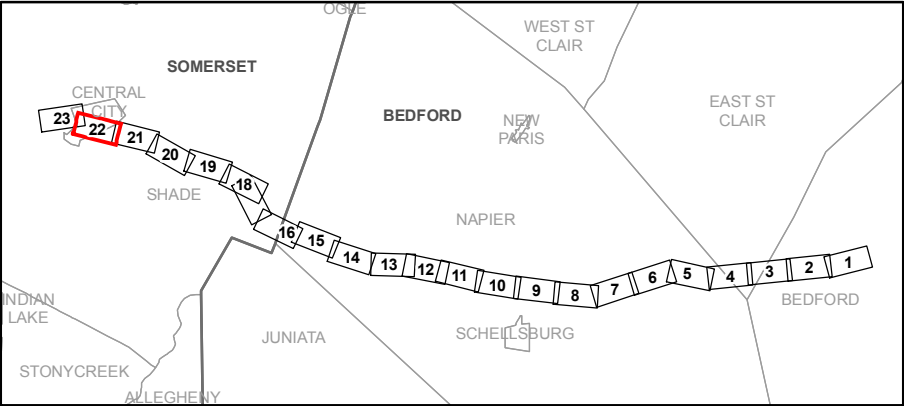 OGLE
WEST ST
CLAIR
SOMERSET
CENTRAL
CITY
EAST ST
CLAIR
BEDFORD
NEW
PARIS
23
22
21
20
19
18
SHADE
NAPIER
16
15
14
13
12
11
10
9
8
7
6
5
4
3
2
1
INDIAN
LAKE
BEDFORD
JUNIATA
SCHELLSBURG
STONYCREEK
ALLEGHENY